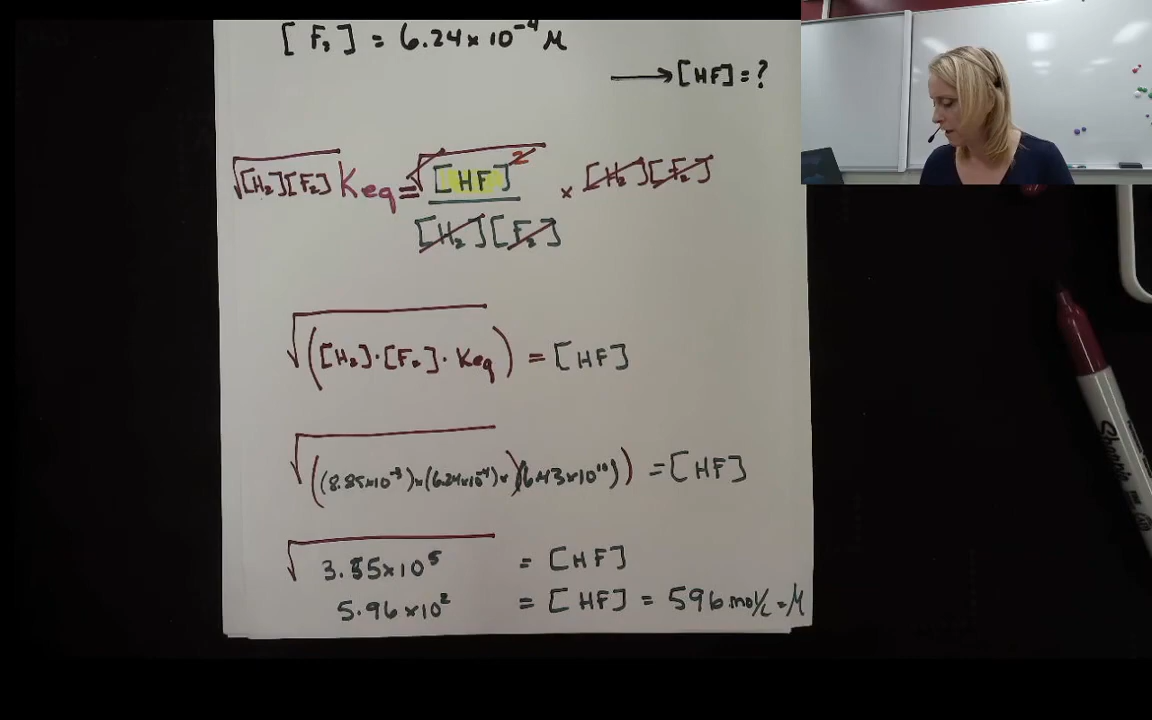 [F₂] = 6.24×10⁻⁴ M
→ [HF] = ?
√[H₂][F₂] Keq = √[HF]² × [H₂][F₂]
[H₂][F₂]
√([H₂]·[F₂]·Keq) = [HF]
√((8.85×10⁻³)×(6.24×10⁻⁴)×(6.43×10¹⁰)) = [HF]
√3.55×10⁵ = [HF]
5.96×10² = [HF] = 596 mol/L = M
Sharpie